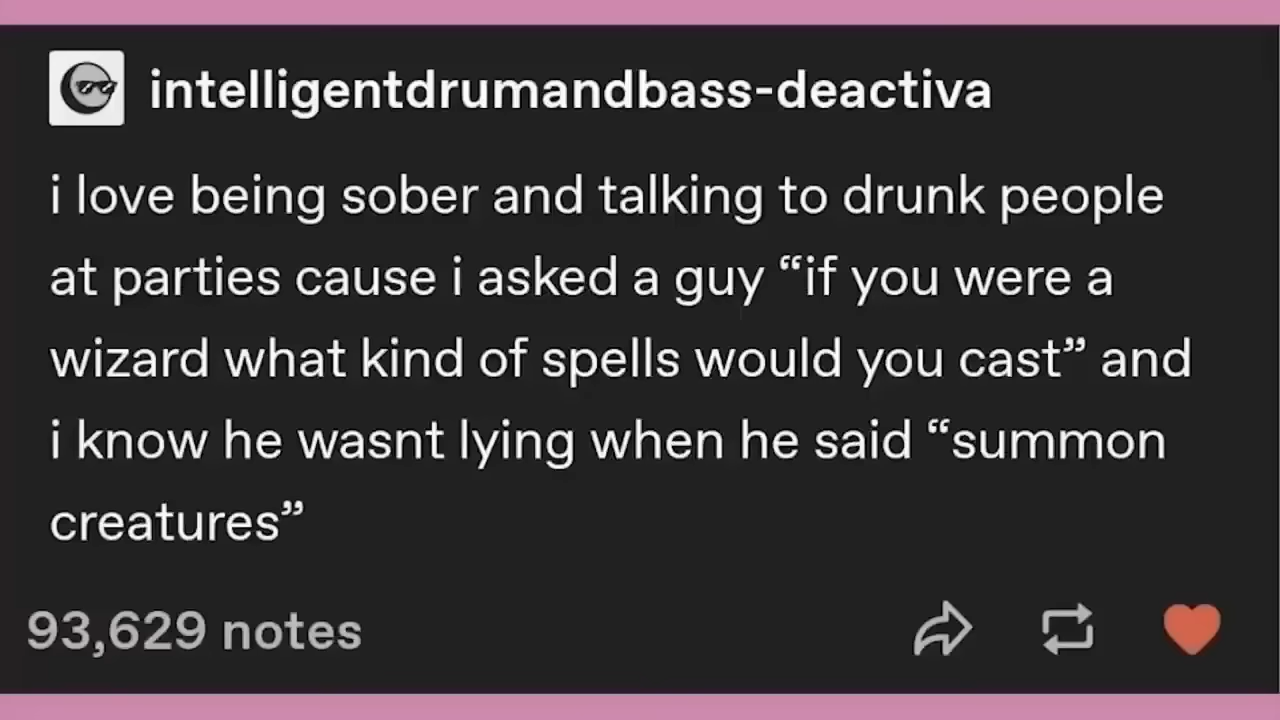 intelligentdrumandbass-deactiva
i love being sober and talking to drunk people
at parties cause i asked a guy “if you were a
wizard what kind of spells would you cast” and
i know he wasnt lying when he said “summon
creatures”
93,629 notes